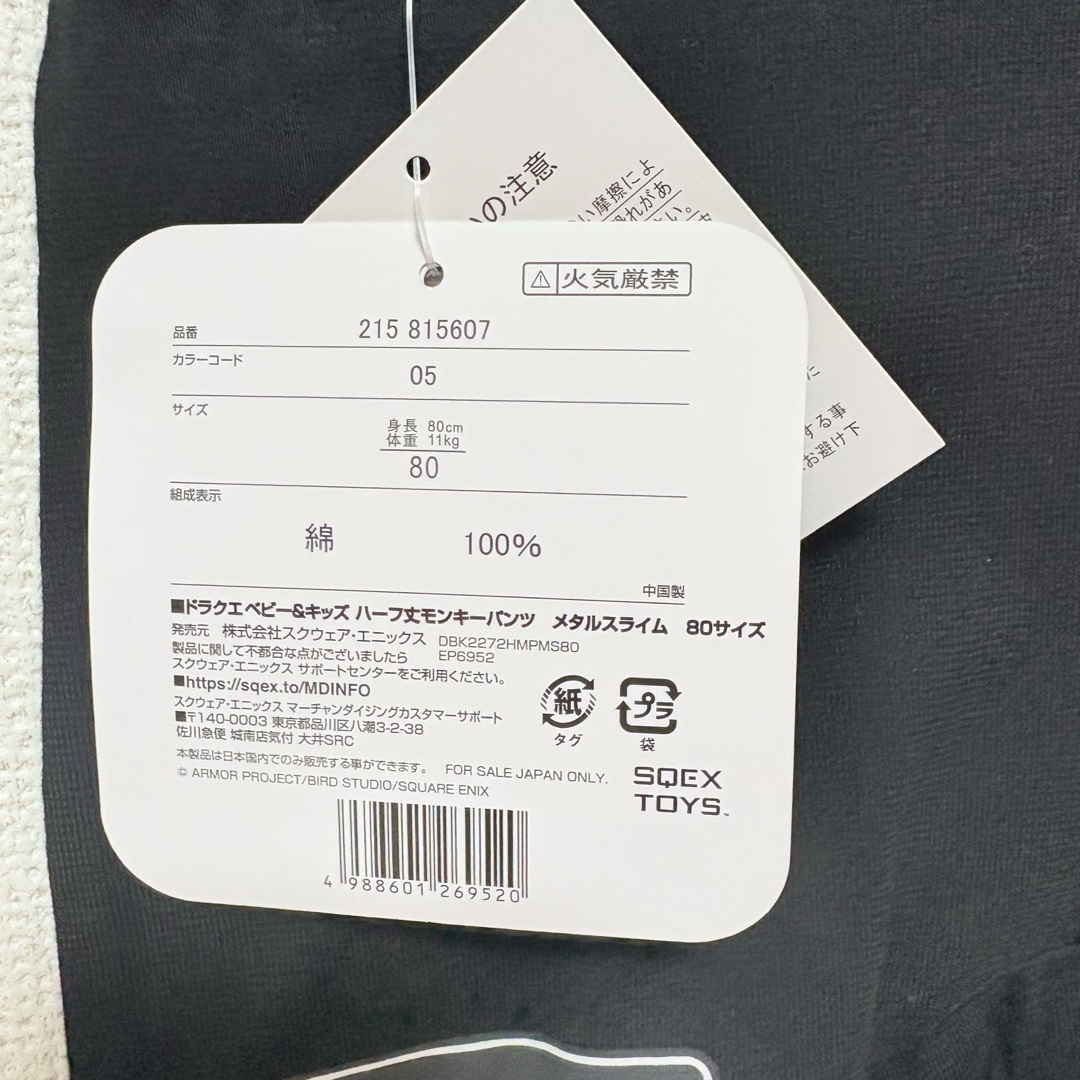 の注意
い摩擦によ
恐れがあ
い。
に
する事
お避け下
⚠火気厳禁
品番 215 815607
カラーコード 05
サイズ
身長 80cm
体重 11kg
80
組成表示
綿 100%
中国製
■ドラクエ ベビー&キッズ ハーフ丈モンキーパンツ メタルスライム 80サイズ
発売元 株式会社スクウェア・エニックス DBK2272HMPMS80
製品に関して不都合な点がございましたら EP6952
スクウェア・エニックス サポートセンターをご利用ください。
■https://sqex.to/MDINFO
スクウェア・エニックス マーチャンダイジングカスタマーサポート
■〒140-0003 東京都品川区八潮3-2-38
佐川急便 城南店気付 大井SRC
本製品は日本国内でのみ販売する事ができます。 FOR SALE JAPAN ONLY.
© ARMOR PROJECT/BIRD STUDIO/SQUARE ENIX
紙
タグ
プラ
袋
SQEX
TOYS™
4 988601 269520